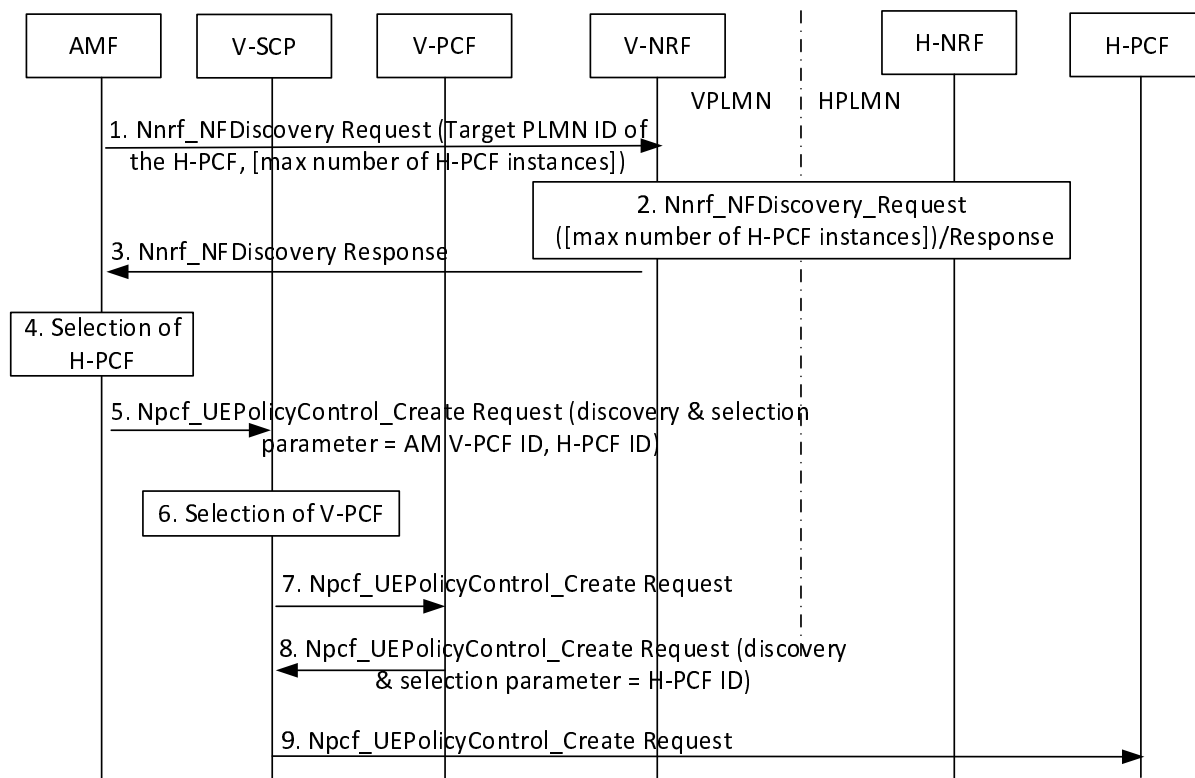 AMF
V-SCP
V-PCF
V-NRF
H-NRF
H-PCF
VPLMN
HPLMN
1. Nnrf_NFDiscovery Request (Target PLMN ID of
the H-PCF, [max number of H-PCF instances])
2. Nnrf_NFDiscovery_Request
([max number of H-PCF instances])/Response
3. Nnrf_NFDiscovery Response
4. Selection of
H-PCF
5. Npcf_UEPolicyControl_Create Request (discovery & selection
parameter = AM V-PCF ID, H-PCF ID)
6. Selection of V-PCF
7. Npcf_UEPolicyControl_Create Request
8. Npcf_UEPolicyControl_Create Request (discovery
& selection parameter = H-PCF ID)
9. Npcf_UEPolicyControl_Create Request